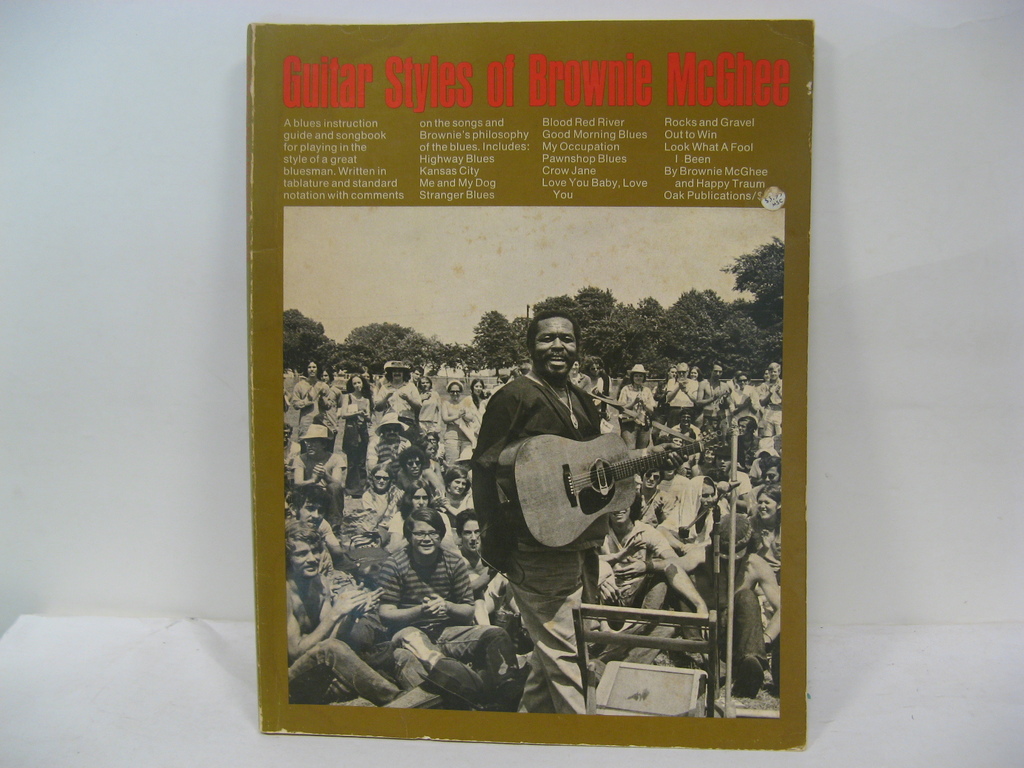 Guitar Styles of Brownie McGhee
A blues instruction
guide and songbook
for playing in the
style of a great
bluesman. Written in
tablature and standard
notation with comments
on the songs and
Brownie's philosophy
of the blues. Includes:
Highway Blues
Kansas City
Me and My Dog
Stranger Blues
Blood Red River
Good Morning Blues
My Occupation
Pawnshop Blues
Crow Jane
Love You Baby, Love
You
Rocks and Gravel
Out to Win
Look What A Fool
I Been
By Brownie McGhee
and Happy Traum
Oak Publications/$